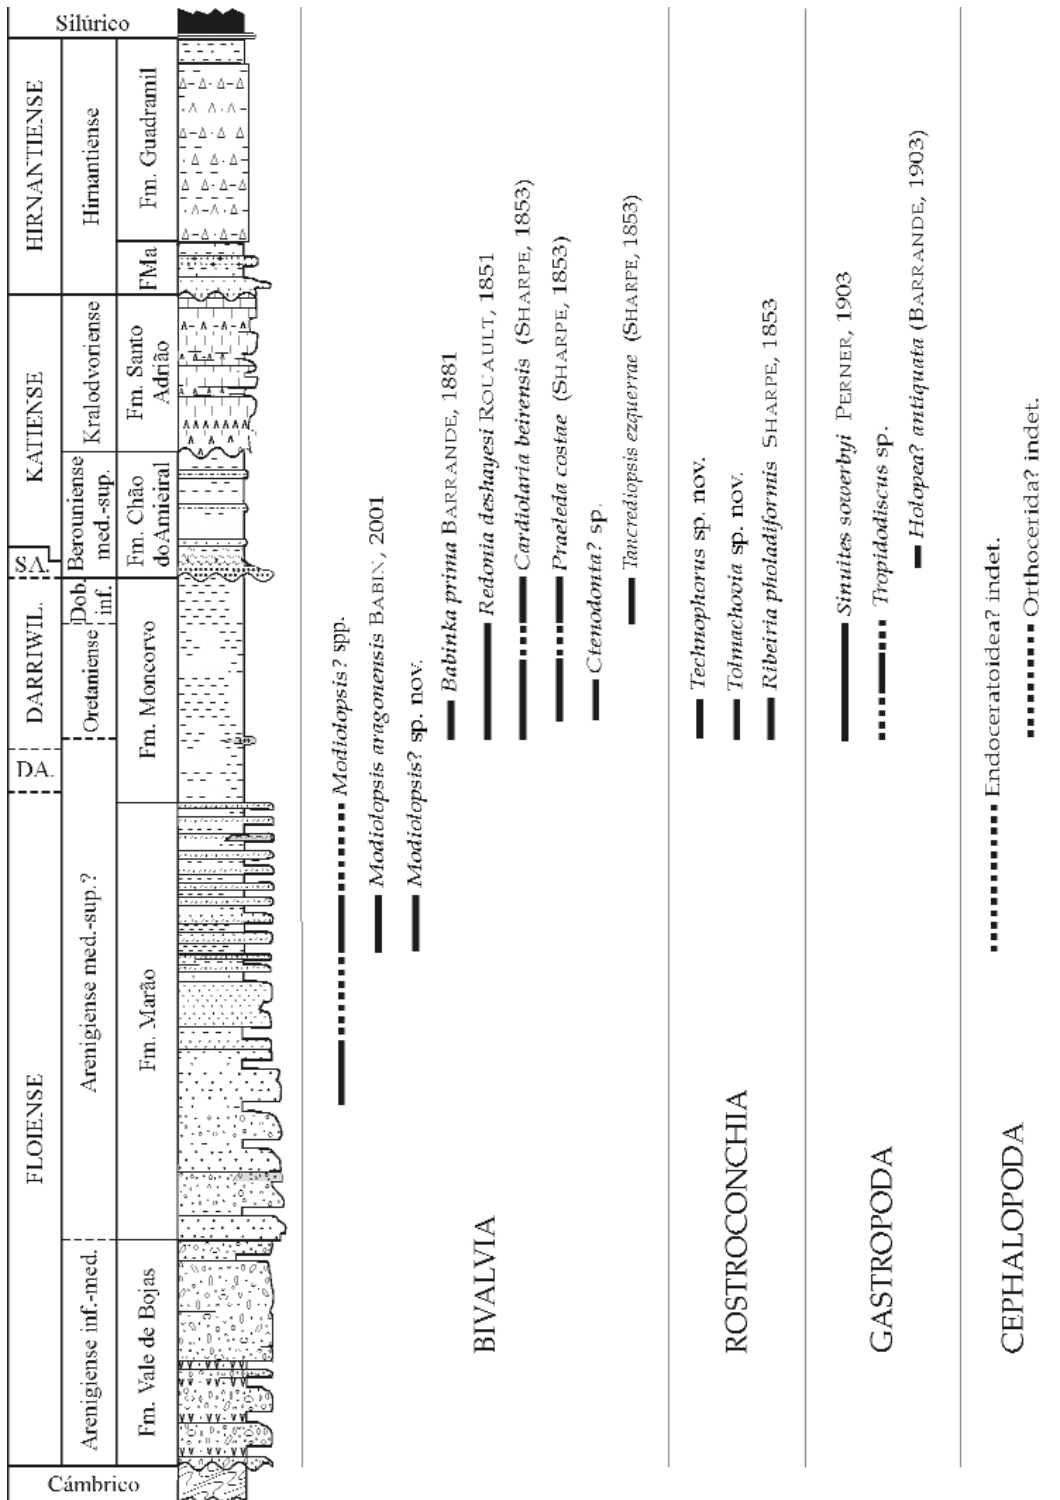 Silúrico
HIRNANTIENSE
KATIENSE
SA.
DARRIWIL.
DA.
FLOIENSE
Hirnantiense
Kralodvoriense
Berouniense
med.-sup.
Dob.
inf.
Oretaniense
Arenigiense med.-sup.?
Arenigiense inf.-med.
Fm. Guadramil
FMa
Fm. Santo
Adrião
Fm. Chão
do Amieiral
Fm. Moncorvo
Fm. Marão
Fm. Vale de Bojas
Câmbrico
Modiolopsis? spp.
Modiolopsis aragonensis BABIN, 2001
Modiolopsis? sp. nov.
Babinka prima BARRANDE, 1881
Redonia deshayesi ROUAULT, 1851
Cardiolaria beirensis (SHARPE, 1853)
Praeleda costae (SHARPE, 1853)
Ctenodonta? sp.
Tancrediopsis ezquerrae (SHARPE, 1853)
BIVALVIA
Technophorus sp. nov.
Tolmachovia sp. nov.
Ribeiria pholadiformis SHARPE, 1853
ROSTROCONCHIA
Sinuites sowerbyi PERNER, 1903
Tropidodiscus sp.
Holopea? antiquata (BARRANDE, 1903)
GASTROPODA
Endoceratoidea? indet.
Orthocerida? indet.
CEPHALOPODA